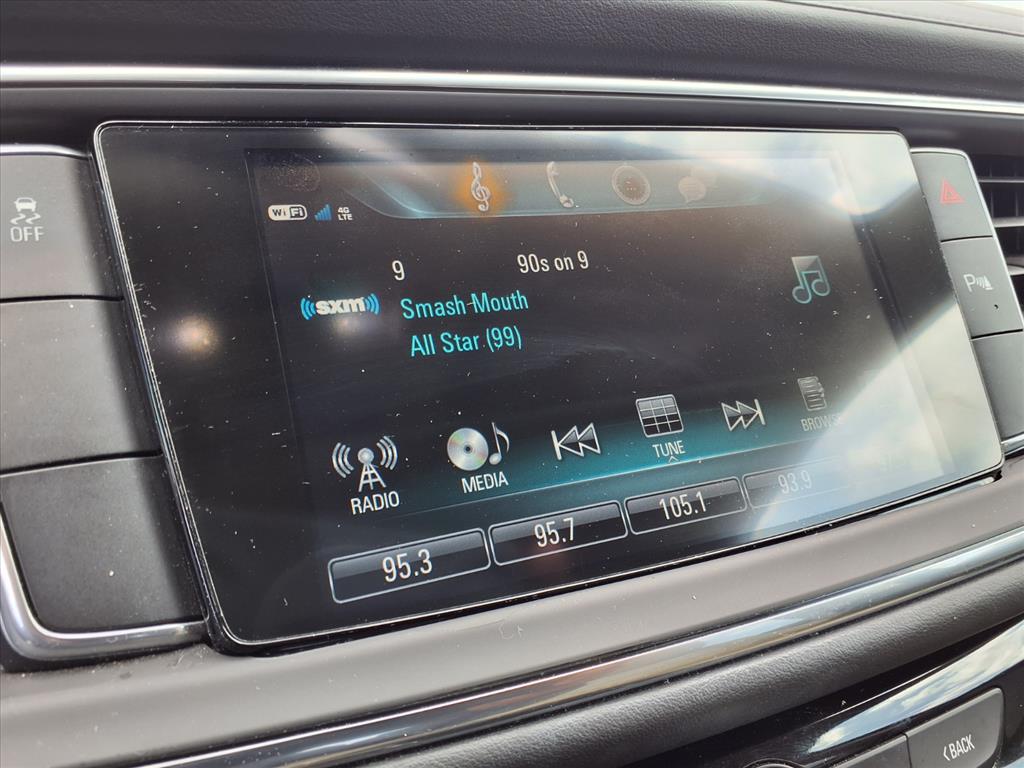 OFF
WiFi 4G LTE
9 90s on 9
((sxm))
Smash Mouth
All Star (99)
RADIO
MEDIA
TUNE
BROWSE
95.3
95.7
105.1
93.9
P
<BACK